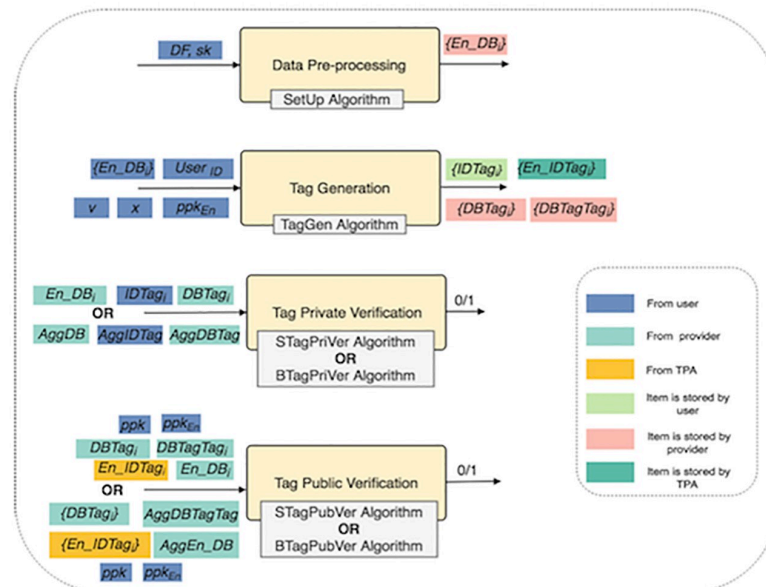 DF, sk
Data Pre-processing
{En_DBi}
SetUp Algorithm
{En_DBi} User ID
Tag Generation
{IDTagi} {En_IDTagi}
v x ppkEn
TagGen Algorithm
{DBTagi} {DBTagTagi}
En_DBi IDTagi DBTagi
OR
AggDB AggIDTag AggDBTag
Tag Private Verification
0/1
STagPriVer Algorithm
OR
BTagPriVer Algorithm
ppk ppkEn
DBTagi DBTagTagi
En_IDTagi En_DBi
OR
{DBTagi} AggDBTagTag
{En_IDTagi} AggEn_DB
ppk ppkEn
Tag Public Verification
0/1
STagPubVer Algorithm
OR
BTagPubVer Algorithm
From user
From provider
From TPA
Item is stored by
user
Item is stored by
provider
Item is stored by
TPA